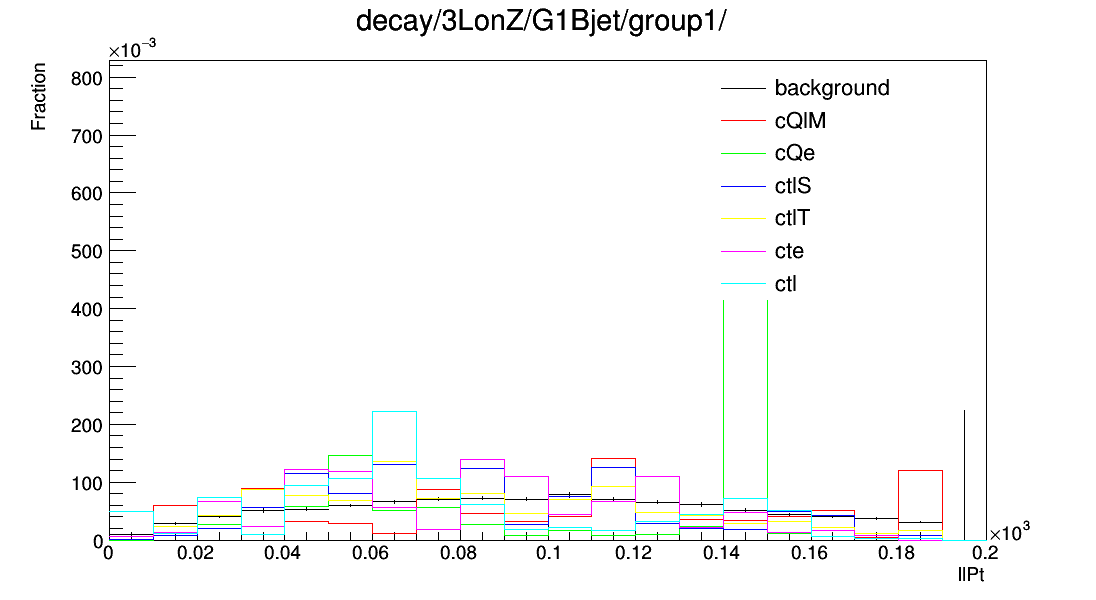 decay/3LonZ/G1Bjet/group1/
×10⁻³
Fraction
800
700
600
500
400
300
200
100
0
background
cQlM
cQe
ctlS
ctlT
cte
ctl
0 0.02 0.04 0.06 0.08 0.1 0.12 0.14 0.16 0.18 0.2
×10³
llPt